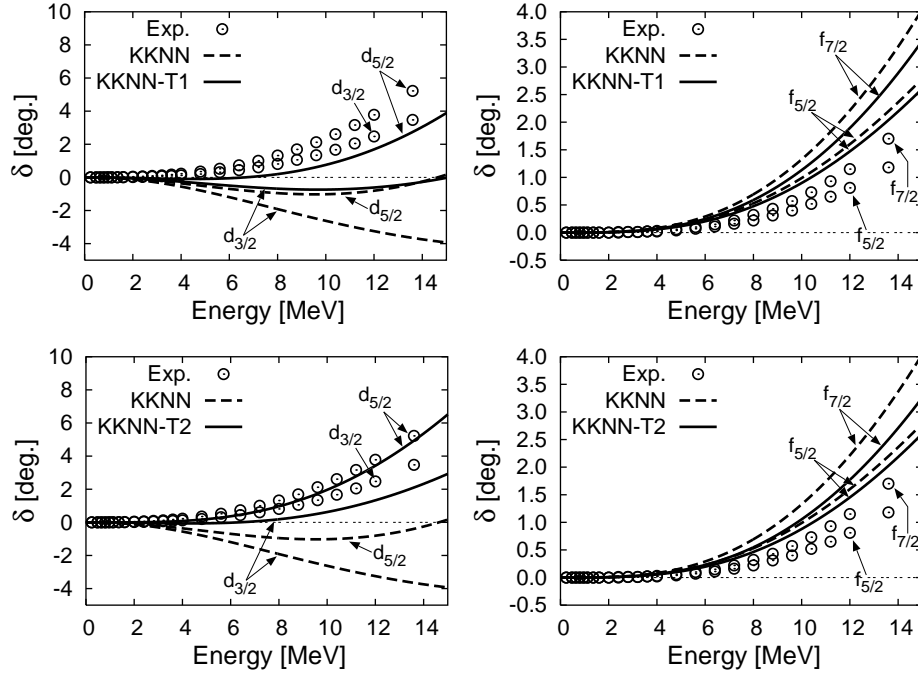 10
8
6
4
2
0
-2
-4
δ [deg.]
Exp.
KKNN
KKNN-T1
d5/2
d3/2
d5/2
d3/2
0 2 4 6 8 10 12 14
Energy [MeV]
4.0
3.5
3.0
2.5
2.0
1.5
1.0
0.5
0.0
-0.5
δ [deg.]
Exp.
KKNN
KKNN-T1
f7/2
f5/2
f7/2
f5/2
0 2 4 6 8 10 12 14
Energy [MeV]
10
8
6
4
2
0
-2
-4
δ [deg.]
Exp.
KKNN
KKNN-T2
d5/2
d3/2
d5/2
d3/2
0 2 4 6 8 10 12 14
Energy [MeV]
4.0
3.5
3.0
2.5
2.0
1.5
1.0
0.5
0.0
-0.5
δ [deg.]
Exp.
KKNN
KKNN-T2
f7/2
f5/2
f7/2
f5/2
0 2 4 6 8 10 12 14
Energy [MeV]